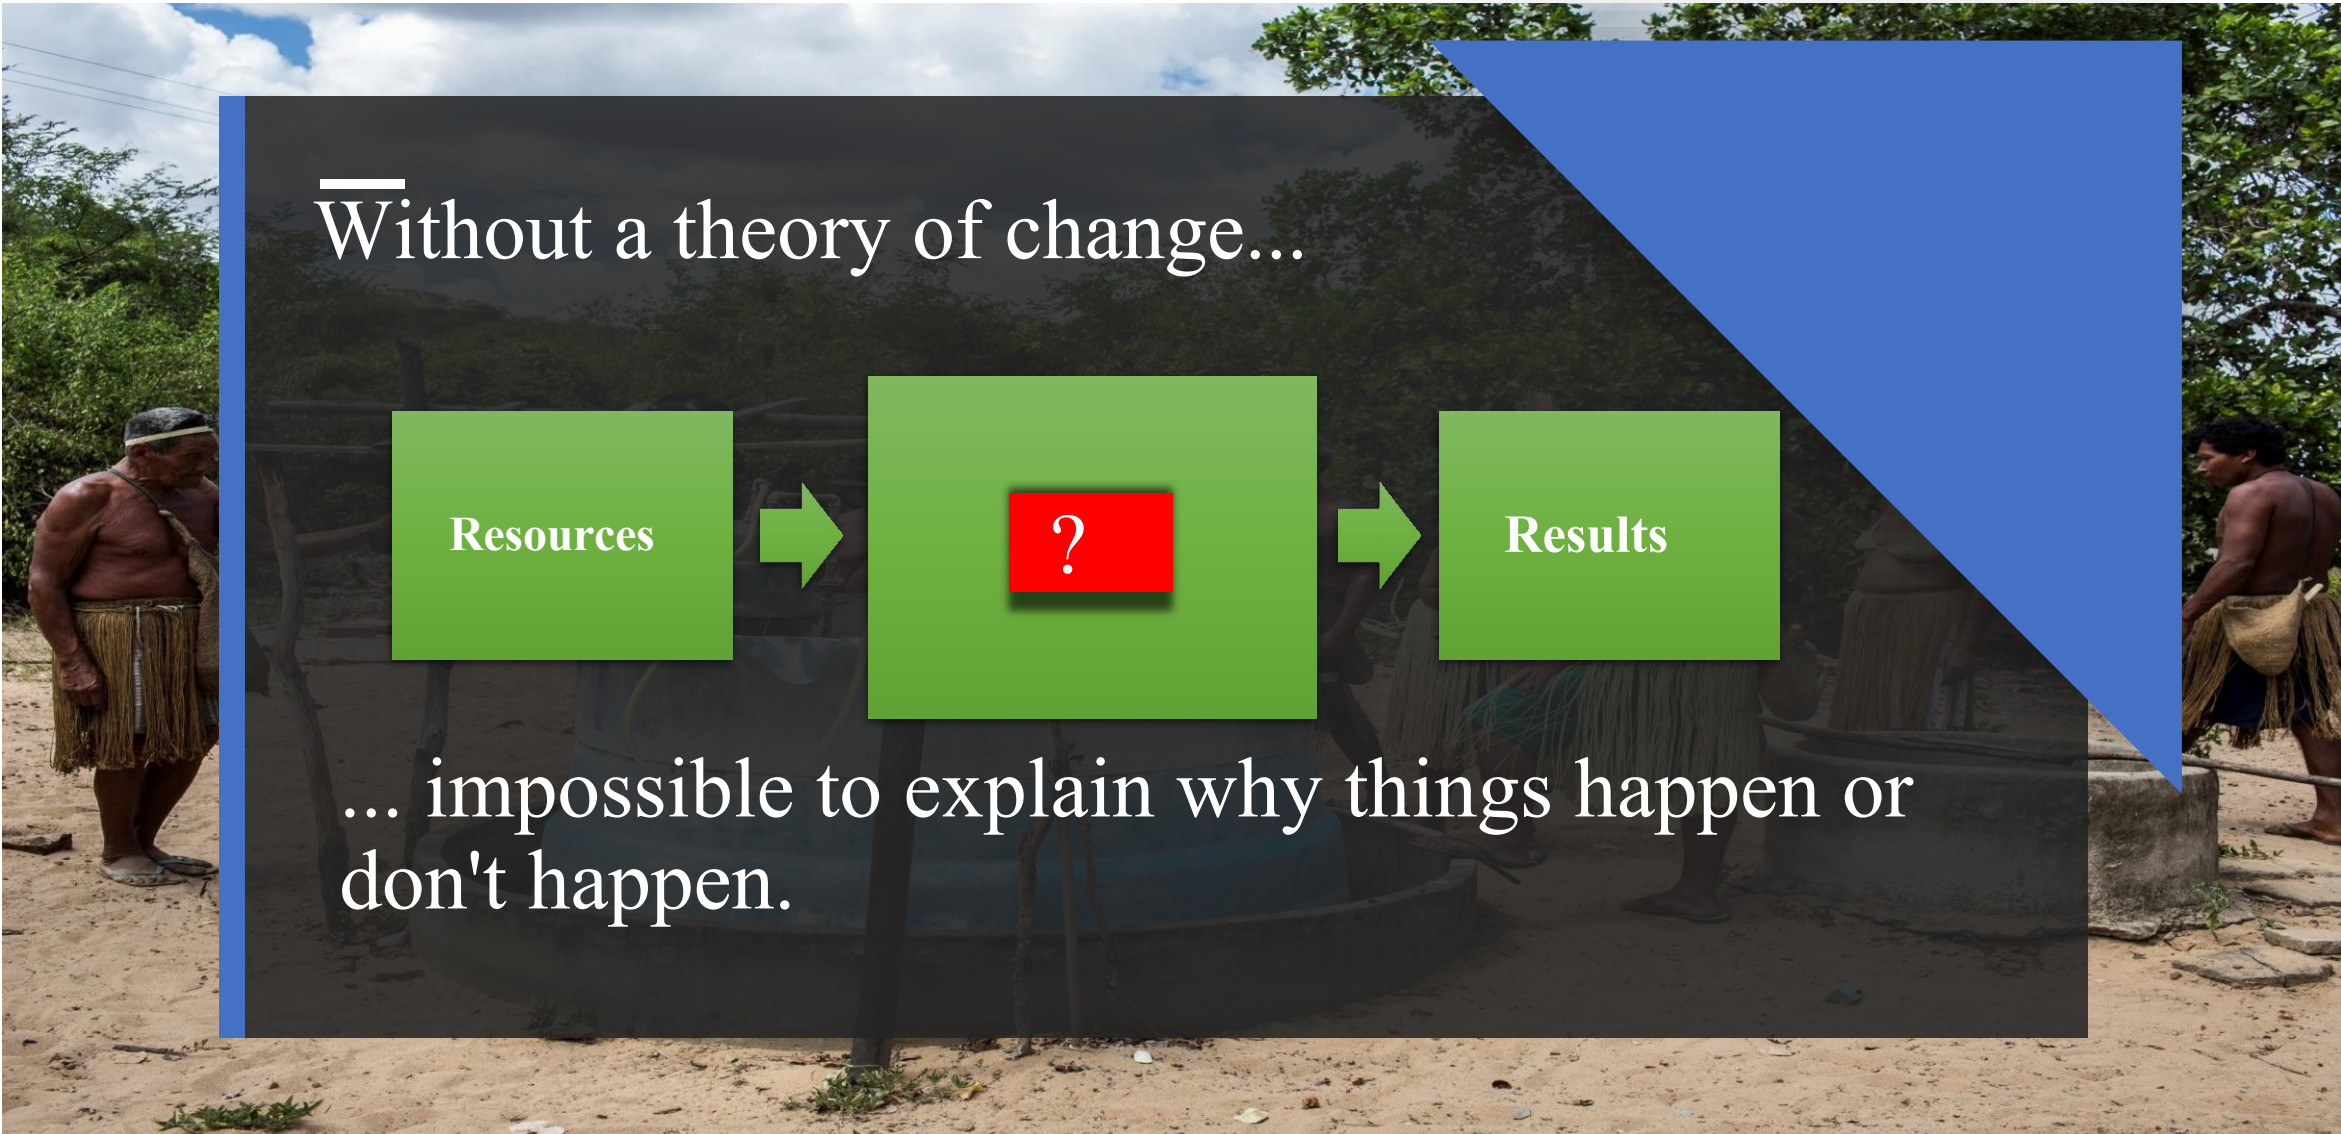 Without a theory of change...
Resources
?
Results
... impossible to explain why things happen or
don't happen.